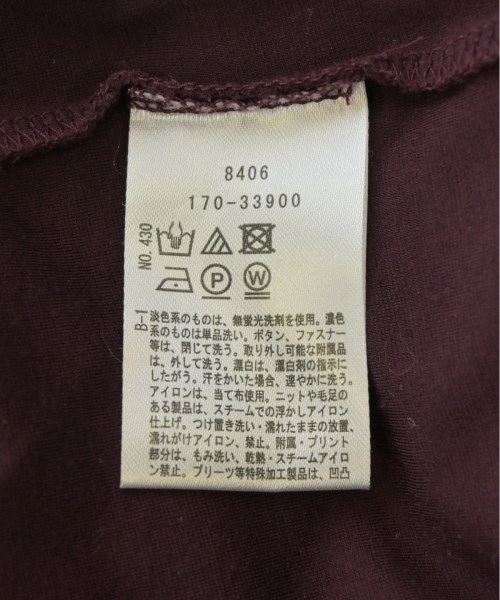 8406
170-33900
NO. 430
P W
B-1
淡色系のものは、無蛍光洗剤を使用。濃色
系のものは単品洗い。ボタン、ファスナー
等は、閉じて洗う。取り外し可能な附属品
は、外して洗う。漂白は、漂白剤の指示に
したがう。汗をかいた場合、速やかに洗う。
アイロンは、当て布使用。ニットや毛足の
ある製品は、スチームでの浮かしアイロン
仕上げ。つけ置き洗い・濡れたままの放置、
濡れがけアイロン、禁止。附属・プリント
部分は、もみ洗い、乾熱・スチームアイロ
ン禁止。プリーツ等特殊加工製品は、凹凸